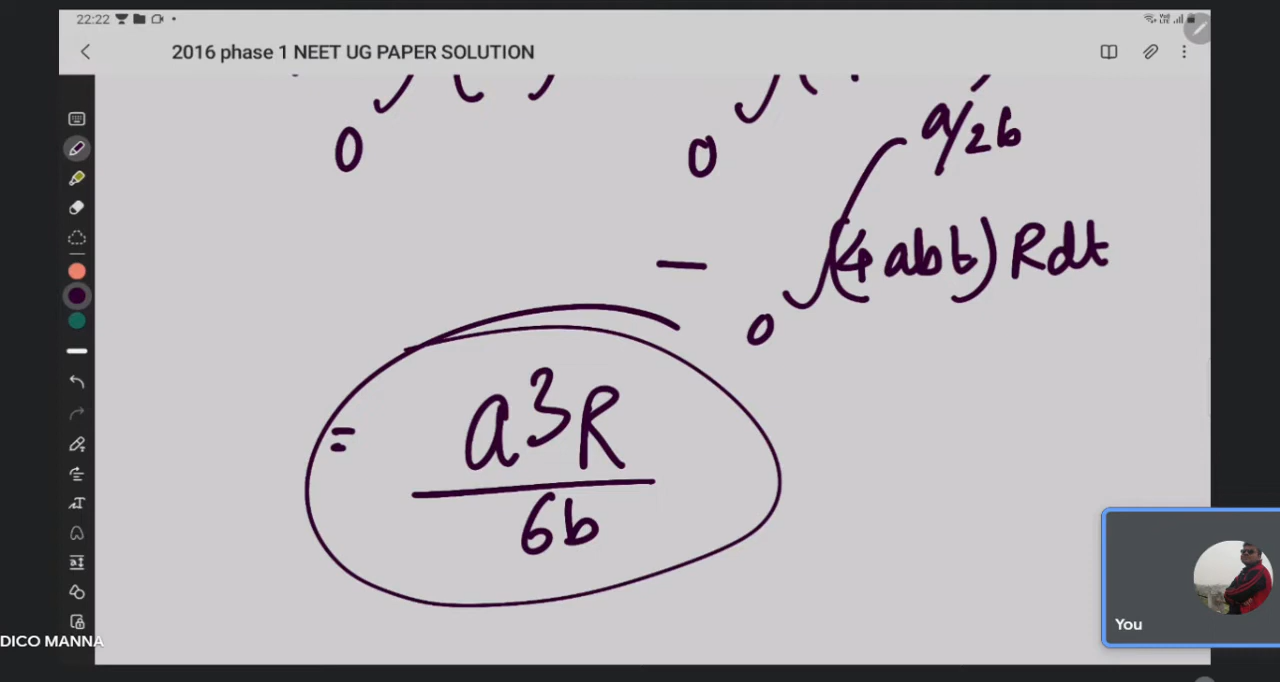 22:22
2016 phase 1 NEET UG PAPER SOLUTION
0 0
a/2b
- ∫ (4abt) Rdt
0
= a³R
6b
You
DICO MANNA